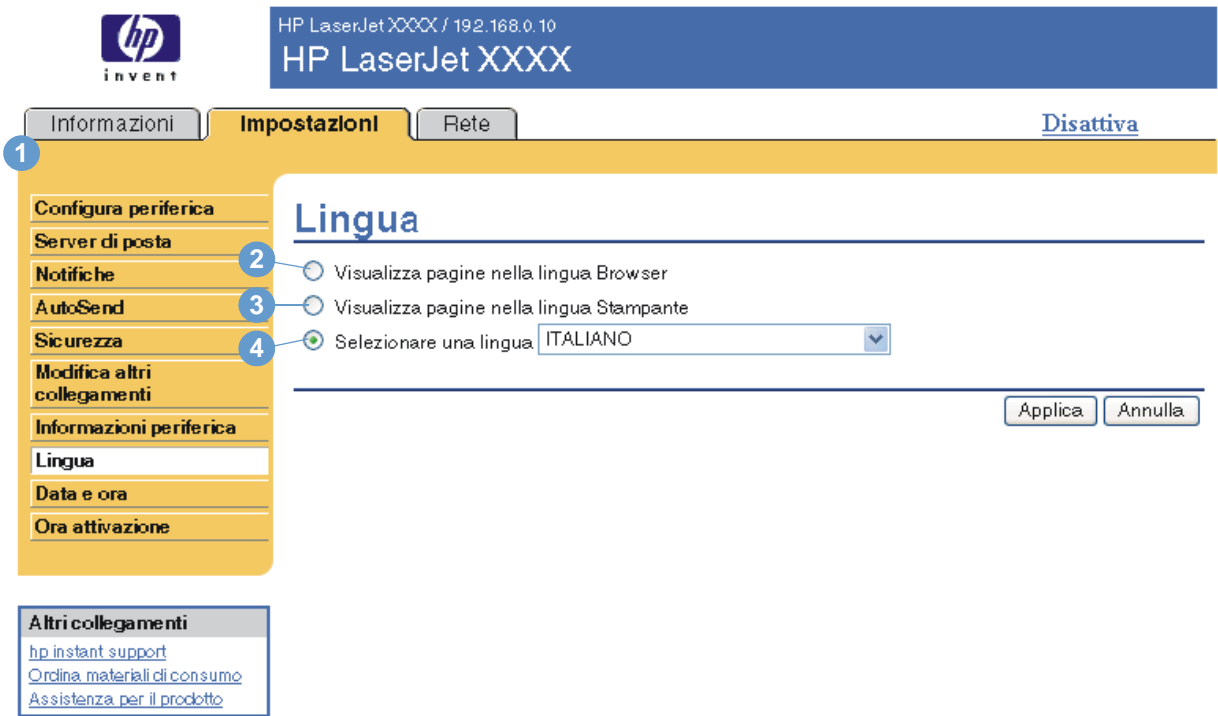 hp
invent
HP LaserJet XXXX / 192.168.0.10
HP LaserJet XXXX
Informazioni
Impostazioni
Rete
Disattiva
1
Configura periferica
Server di posta
Notifiche
AutoSend
Sicurezza
Modifica altri
collegamenti
Informazioni periferica
Lingua
Data e ora
Ora attivazione
Lingua
2 Visualizza pagine nella lingua Browser
3 Visualizza pagine nella lingua Stampante
4 Selezionare una lingua ITALIANO
Applica Annulla
Altri collegamenti
hp instant support
Ordina materiali di consumo
Assistenza per il prodotto